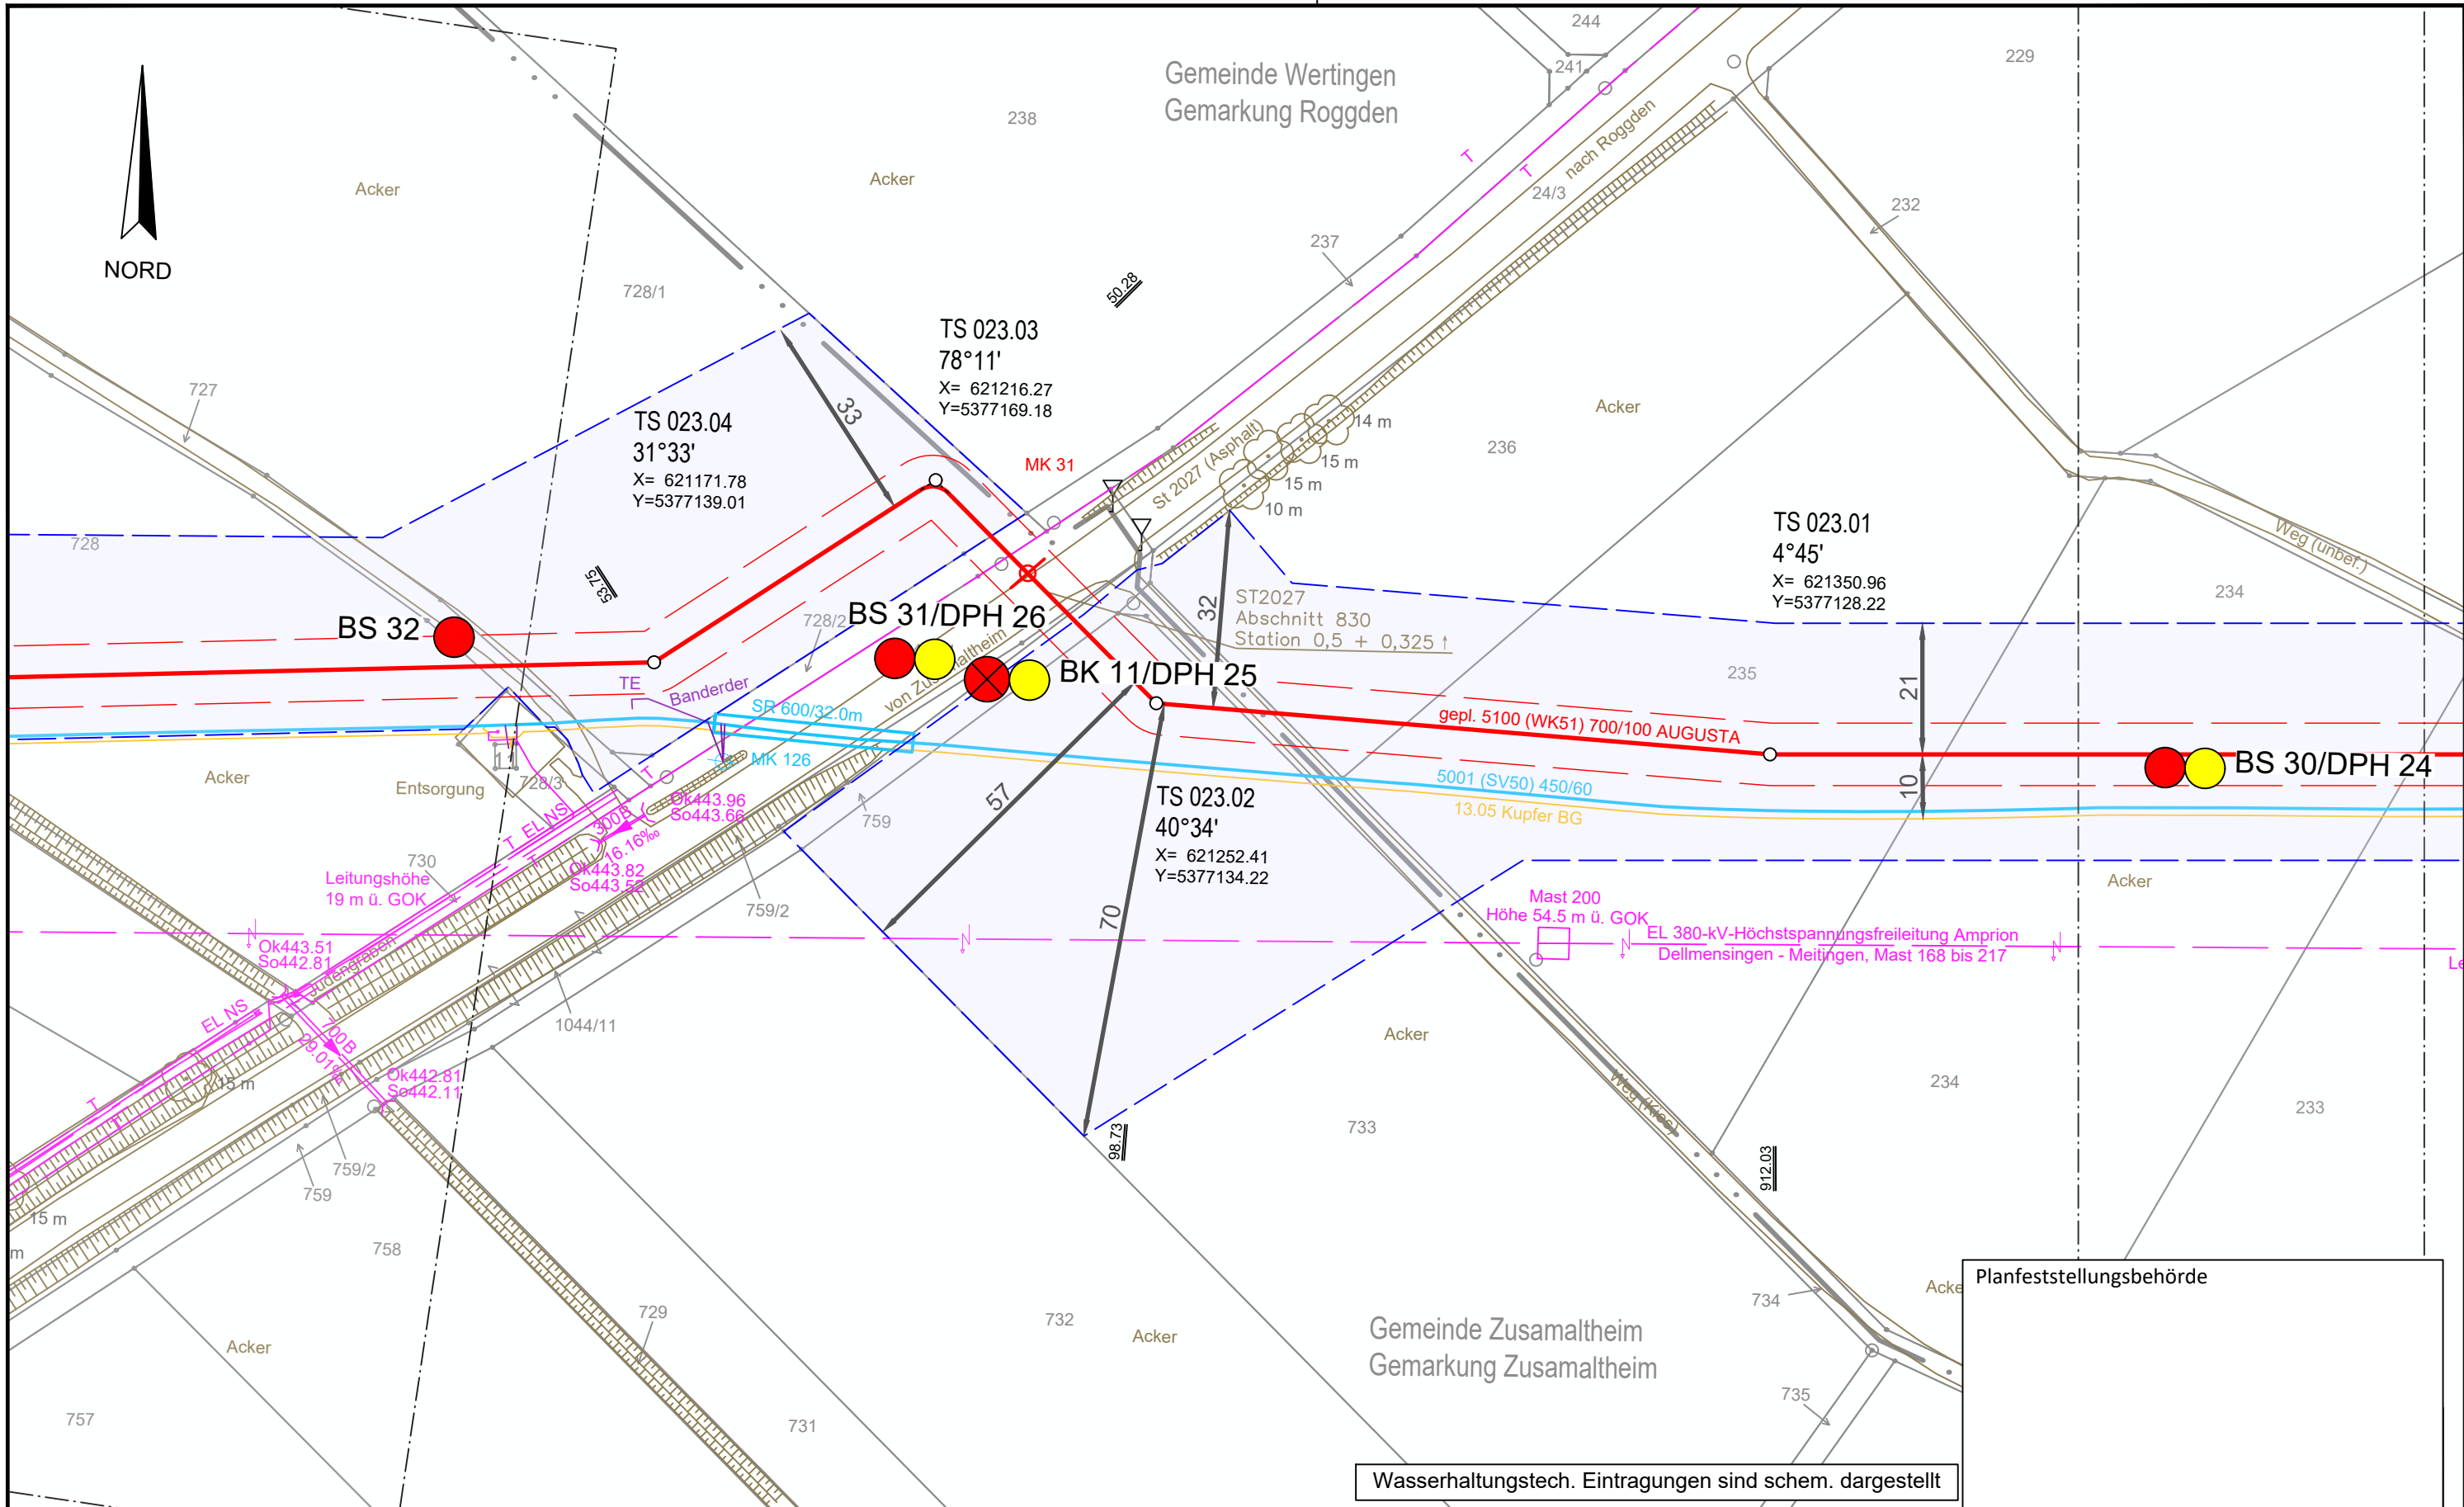 244
241
229
Gemeinde Wertingen
Gemarkung Roggden
238
NORD
Acker
Acker
nach Roggden
24/3
232
T
T
237
728/1
50.28
TS 023.03
78°11'
X= 621216.27
Y=5377169.18
727
TS 023.04
31°33'
X= 621171.78
Y=5377139.01
33
MK 31
St 2027 (Asphalt)
14 m
15 m
15 m
10 m
Acker
236
TS 023.01
4°45'
X= 621350.96
Y=5377128.22
Weg (unbef.)
234
728
53.75
BS 32
728/2
BS 31/DPH 26
von Zusamaltheim
BK 11/DPH 25
32
ST2027
Abschnitt 830
Station 0,5 + 0,325 ↑
235
21
10
TE
Banderder
SR 600/32.0m
MK 126
gepl. 5100 (WK51) 700/100 AUGUSTA
5001 (SV50) 450/60
13.05 Kupfer BG
BS 30/DPH 24
Acker
Entsorgung
11
728/3
T
Ok443.96
So443.66
300B
16.16‰
Ok443.82
So443.52
T EL NS
T
759
57
TS 023.02
40°34'
X= 621252.41
Y=5377134.22
730
Leitungshöhe
19 m ü. GOK
759/2
70
Acker
Mast 200
Höhe 54.5 m ü. GOK
EL 380-kV-Höchstspannungsfreileitung Amprion
Dellmensingen - Meitingen, Mast 168 bis 217
Le
Ok443.51
So442.81
Judengraben
EL NS
700B
Ok442.81
So442.11
1044/11
15 m
T
T
Acker
234
233
Weg (Kies)
733
98.73
912.03
759/2
759
15 m
m
758
729
732
Acker
Acker
757
731
Gemeinde Zusamaltheim
Gemarkung Zusamaltheim
734
735
Acke
Planfeststellungsbehörde
Wasserhaltungstech. Eintragungen sind schem. dargestellt